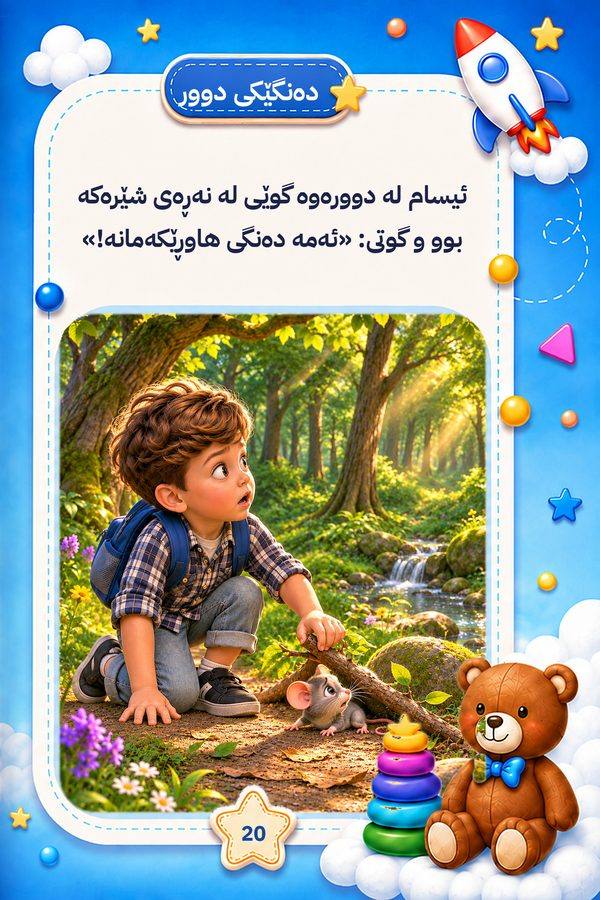 دەنگێکی دوور
ئیسام لە دوورەوە گوێی لە نەڕەی شێرەکە
بوو و گوتی: «ئەمە دەنگی هاوڕێکەمانە!»
20